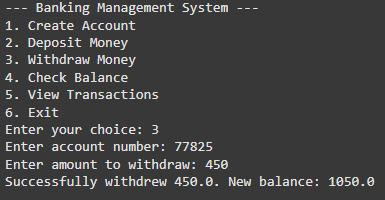 --- Banking Management System ---
1. Create Account
2. Deposit Money
3. Withdraw Money
4. Check Balance
5. View Transactions
6. Exit
Enter your choice: 3
Enter account number: 77825
Enter amount to withdraw: 450
Successfully withdrew 450.0. New balance: 1050.0